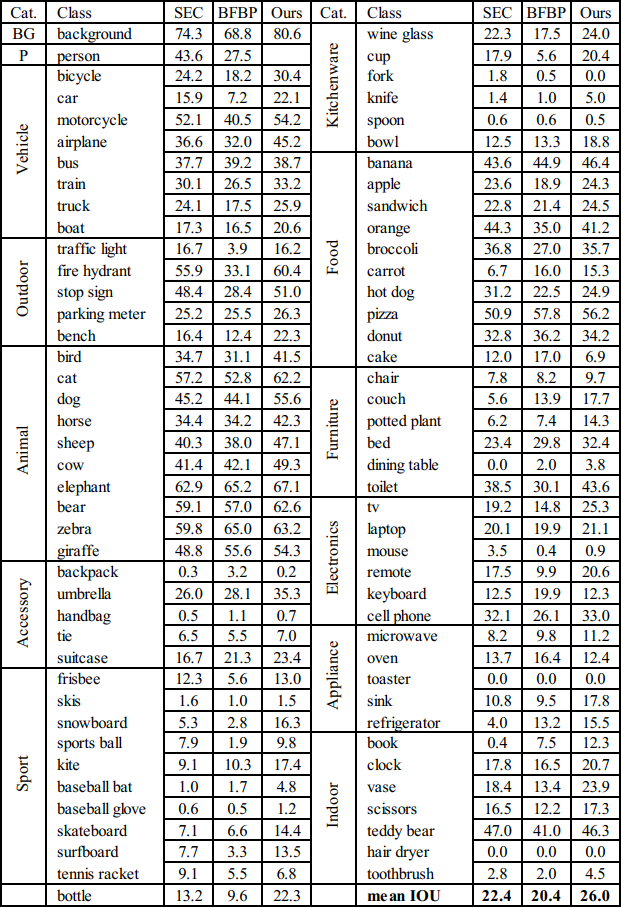 Cat. Class SEC BFBP Ours Cat. Class SEC BFBP Ours
BG background 74.3 68.8 80.6 Kitchenware wine glass 22.3 17.5 24.0
P person 43.6 27.5 cup 17.9 5.6 20.4
Vehicle bicycle 24.2 18.2 30.4 fork 1.8 0.5 0.0
car 15.9 7.2 22.1 knife 1.4 1.0 5.0
motorcycle 52.1 40.5 54.2 spoon 0.6 0.6 0.5
airplane 36.6 32.0 45.2 bowl 12.5 13.3 18.8
bus 37.7 39.2 38.7 Food banana 43.6 44.9 46.4
train 30.1 26.5 33.2 apple 23.6 18.9 24.3
truck 24.1 17.5 25.9 sandwich 22.8 21.4 24.5
boat 17.3 16.5 20.6 orange 44.3 35.0 41.2
Outdoor traffic light 16.7 3.9 16.2 broccoli 36.8 27.0 35.7
fire hydrant 55.9 33.1 60.4 carrot 6.7 16.0 15.3
stop sign 48.4 28.4 51.0 hot dog 31.2 22.5 24.9
parking meter 25.2 25.5 26.3 pizza 50.9 57.8 56.2
bench 16.4 12.4 22.3 donut 32.8 36.2 34.2
Animal bird 34.7 31.1 41.5 cake 12.0 17.0 6.9
cat 57.2 52.8 62.2 Furniture chair 7.8 8.2 9.7
dog 45.2 44.1 55.6 couch 5.6 13.9 17.7
horse 34.4 34.2 42.3 potted plant 6.2 7.4 14.3
sheep 40.3 38.0 47.1 bed 23.4 29.8 32.4
cow 41.4 42.1 49.3 dining table 0.0 2.0 3.8
elephant 62.9 65.2 67.1 toilet 38.5 30.1 43.6
bear 59.1 57.0 62.6 Electronics tv 19.2 14.8 25.3
zebra 59.8 65.0 63.2 laptop 20.1 19.9 21.1
giraffe 48.8 55.6 54.3 mouse 3.5 0.4 0.9
Accessory backpack 0.3 3.2 0.2 remote 17.5 9.9 20.6
umbrella 26.0 28.1 35.3 keyboard 12.5 19.9 12.3
handbag 0.5 1.1 0.7 cell phone 32.1 26.1 33.0
tie 6.5 5.5 7.0 Appliance microwave 8.2 9.8 11.2
suitcase 16.7 21.3 23.4 oven 13.7 16.4 12.4
Sport frisbee 12.3 5.6 13.0 toaster 0.0 0.0 0.0
skis 1.6 1.0 1.5 sink 10.8 9.5 17.8
snowboard 5.3 2.8 16.3 refrigerator 4.0 13.2 15.5
sports ball 7.9 1.9 9.8 Indoor book 0.4 7.5 12.3
kite 9.1 10.3 17.4 clock 17.8 16.5 20.7
baseball bat 1.0 1.7 4.8 vase 18.4 13.4 23.9
baseball glove 0.6 0.5 1.2 scissors 16.5 12.2 17.3
skateboard 7.1 6.6 14.4 teddy bear 47.0 41.0 46.3
surfboard 7.7 3.3 13.5 hair dryer 0.0 0.0 0.0
tennis racket 9.1 5.5 6.8 toothbrush 2.8 2.0 4.5
bottle 13.2 9.6 22.3 mean IOU 22.4 20.4 26.0